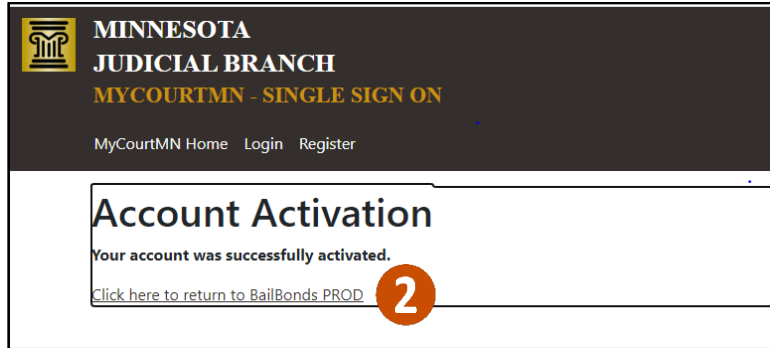 MINNESOTA
JUDICIAL BRANCH
MYCOURTMN - SINGLE SIGN ON
MyCourtMN Home Login Register
Account Activation
Your account was successfully activated.
Click here to return to BailBonds PROD 2